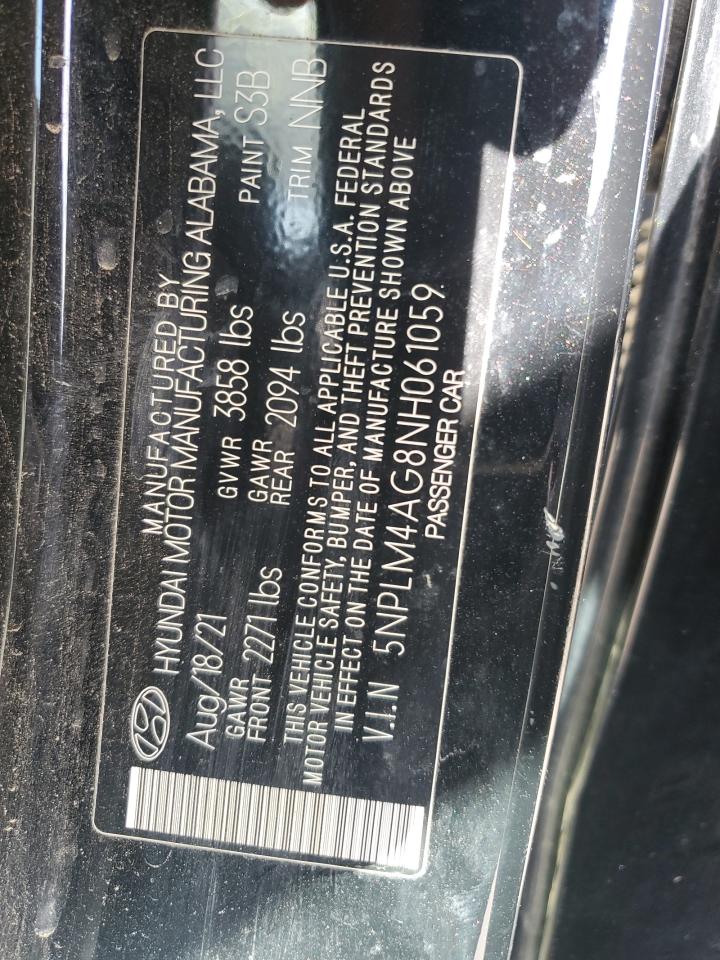 MANUFACTURED BY
HYUNDAI MOTOR MANUFACTURING ALABAMA, LLC
Aug/18/21 GVWR 3858 lbs PAINT S3B
GAWR GAWR
FRONT 2271 lbs REAR 2094 lbs TRIM NNB
THIS VEHICLE CONFORMS TO ALL APPLICABLE U.S.A. FEDERAL
MOTOR VEHICLE SAFETY, BUMPER, AND THEFT PREVENTION STANDARDS
IN EFFECT ON THE DATE OF MANUFACTURE SHOWN ABOVE
V.I.N 5NPLM4AG8NH061059
PASSENGER CAR